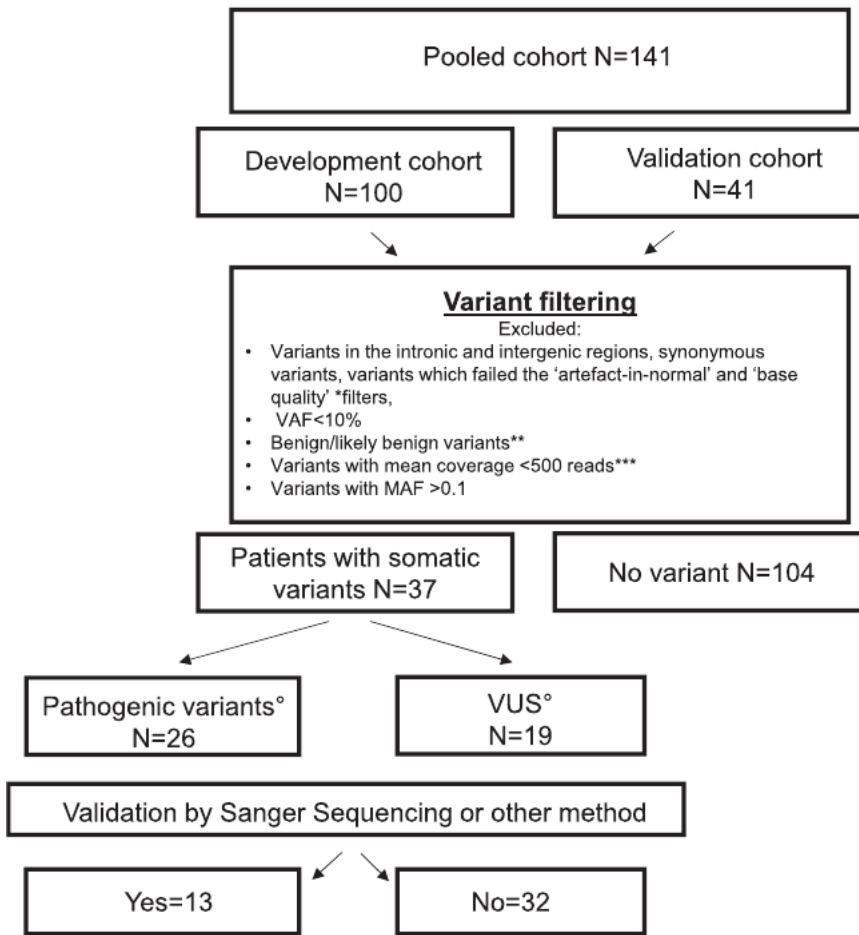 Pooled cohort N=141
Development cohort
N=100
Validation cohort
N=41
Variant filtering
Excluded:
• Variants in the intronic and intergenic regions, synonymous
variants, variants which failed the ‘artefact-in-normal’ and ‘base
quality’ *filters,
• VAF<10%
• Benign/likely benign variants**
• Variants with mean coverage <500 reads***
• Variants with MAF >0.1
Patients with somatic
variants N=37
No variant N=104
Pathogenic variants°
N=26
VUS°
N=19
Validation by Sanger Sequencing or other method
Yes=13
No=32